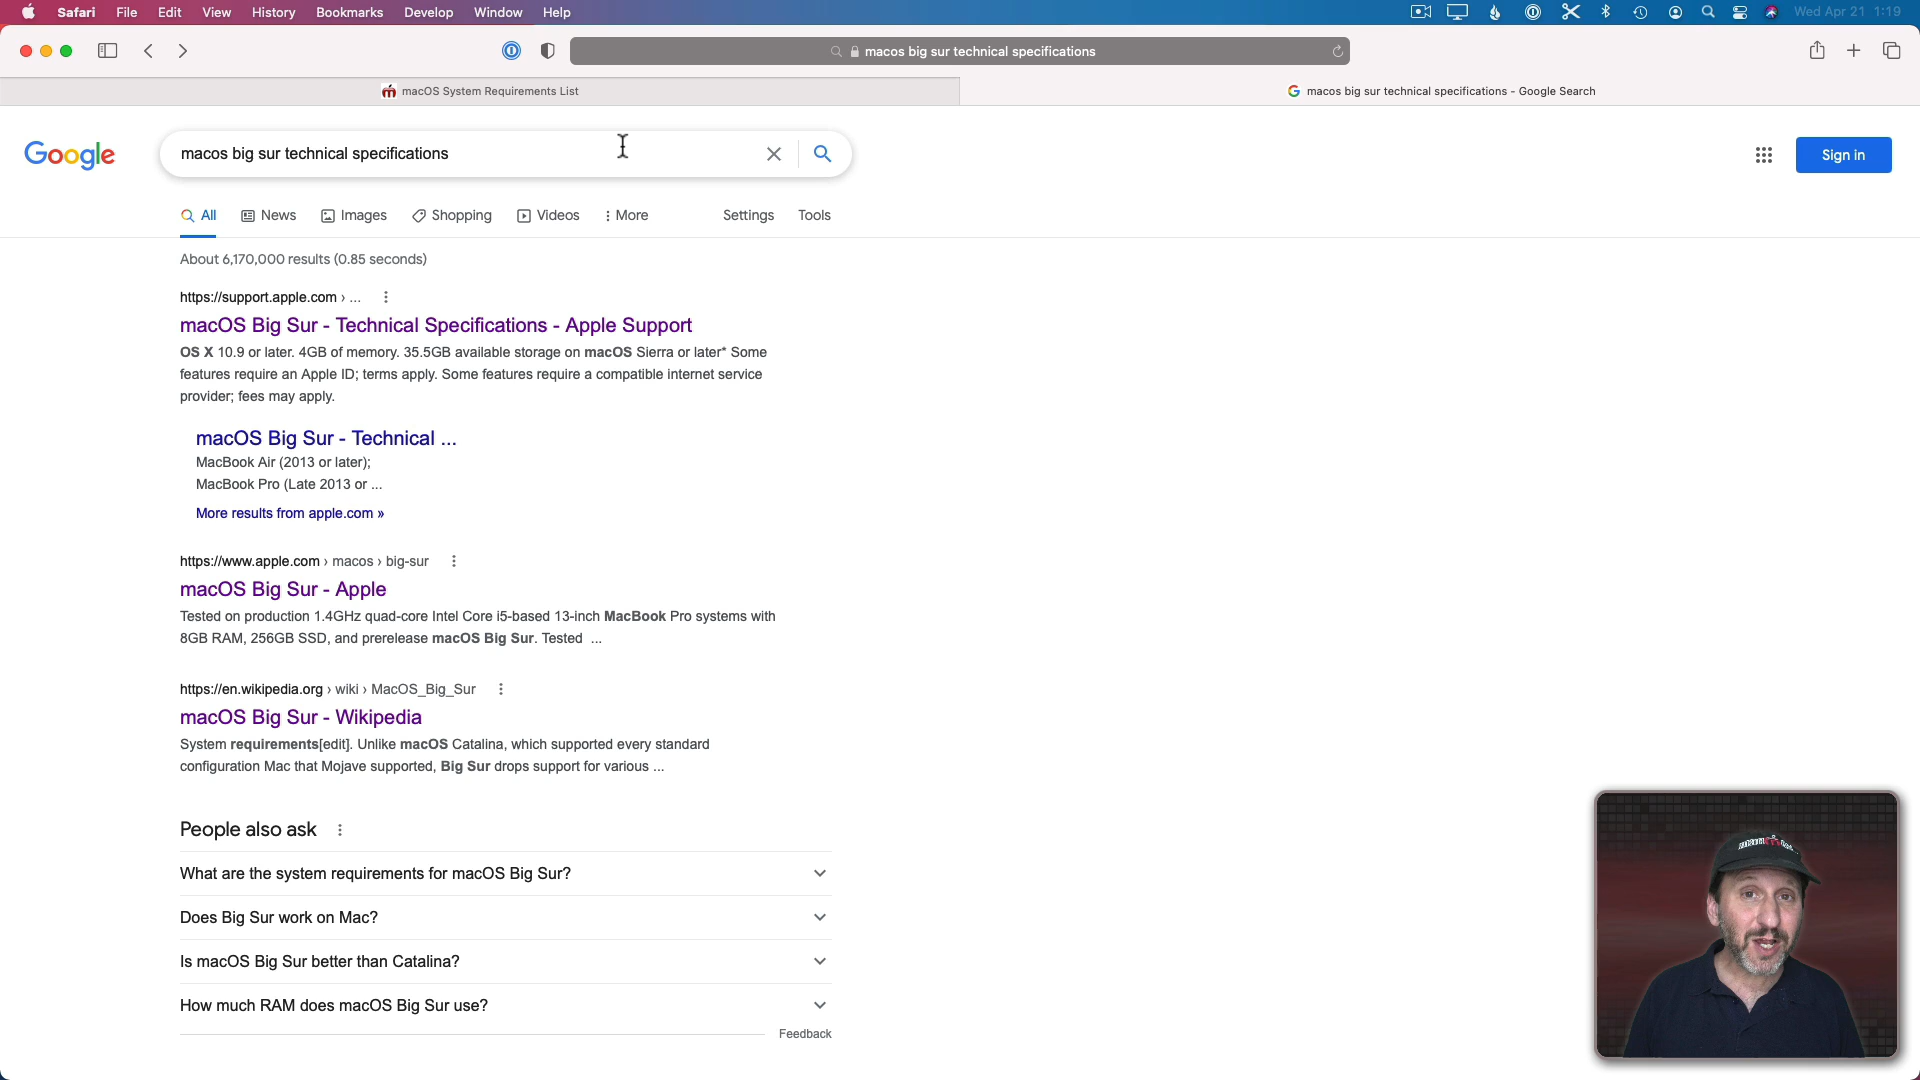 Safari File Edit View History Bookmarks Develop Window Help
Wed Apr 21 1:19
macos big sur technical specifications
macOS System Requirements List
macos big sur technical specifications - Google Search
Google
macos big sur technical specifications
Sign in
All News Images Shopping Videos More Settings Tools
About 6,170,000 results (0.85 seconds)
https://support.apple.com › ...
macOS Big Sur - Technical Specifications - Apple Support
OS X 10.9 or later. 4GB of memory. 35.5GB available storage on macOS Sierra or later* Some
features require an Apple ID; terms apply. Some features require a compatible internet service
provider; fees may apply.
macOS Big Sur - Technical ...
MacBook Air (2013 or later);
MacBook Pro (Late 2013 or ...
More results from apple.com »
https://www.apple.com › macos › big-sur
macOS Big Sur - Apple
Tested on production 1.4GHz quad-core Intel Core i5-based 13-inch MacBook Pro systems with
8GB RAM, 256GB SSD, and prerelease macOS Big Sur. Tested ...
https://en.wikipedia.org › wiki › MacOS_Big_Sur
macOS Big Sur - Wikipedia
System requirements[edit]. Unlike macOS Catalina, which supported every standard
configuration Mac that Mojave supported, Big Sur drops support for various ...
People also ask
What are the system requirements for macOS Big Sur?
Does Big Sur work on Mac?
Is macOS Big Sur better than Catalina?
How much RAM does macOS Big Sur use?
Feedback